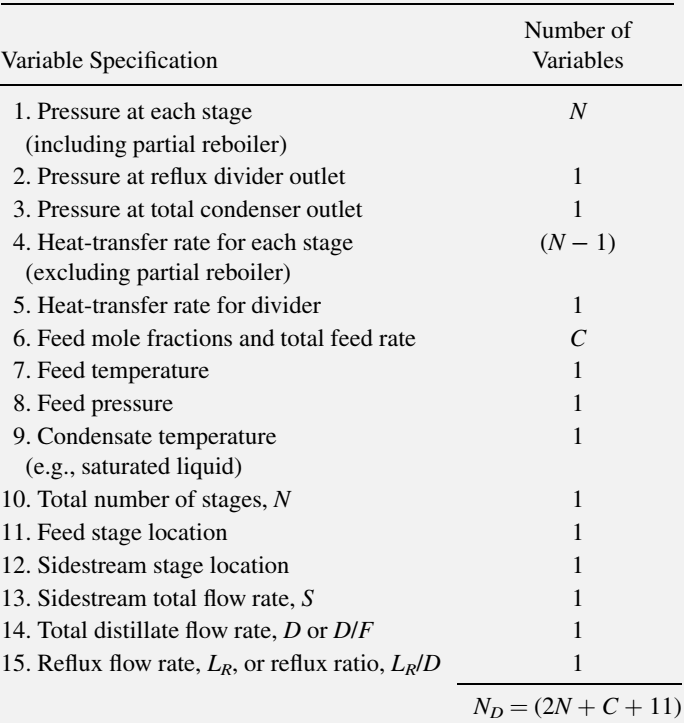 Variable Specification Number of Variables
1. Pressure at each stage N
(including partial reboiler)
2. Pressure at reflux divider outlet 1
3. Pressure at total condenser outlet 1
4. Heat-transfer rate for each stage (N − 1)
(excluding partial reboiler)
5. Heat-transfer rate for divider 1
6. Feed mole fractions and total feed rate C
7. Feed temperature 1
8. Feed pressure 1
9. Condensate temperature 1
(e.g., saturated liquid)
10. Total number of stages, N 1
11. Feed stage location 1
12. Sidestream stage location 1
13. Sidestream total flow rate, S 1
14. Total distillate flow rate, D or D/F 1
15. Reflux flow rate, L_R, or reflux ratio, L_R/D 1
N_D = (2N + C + 11)